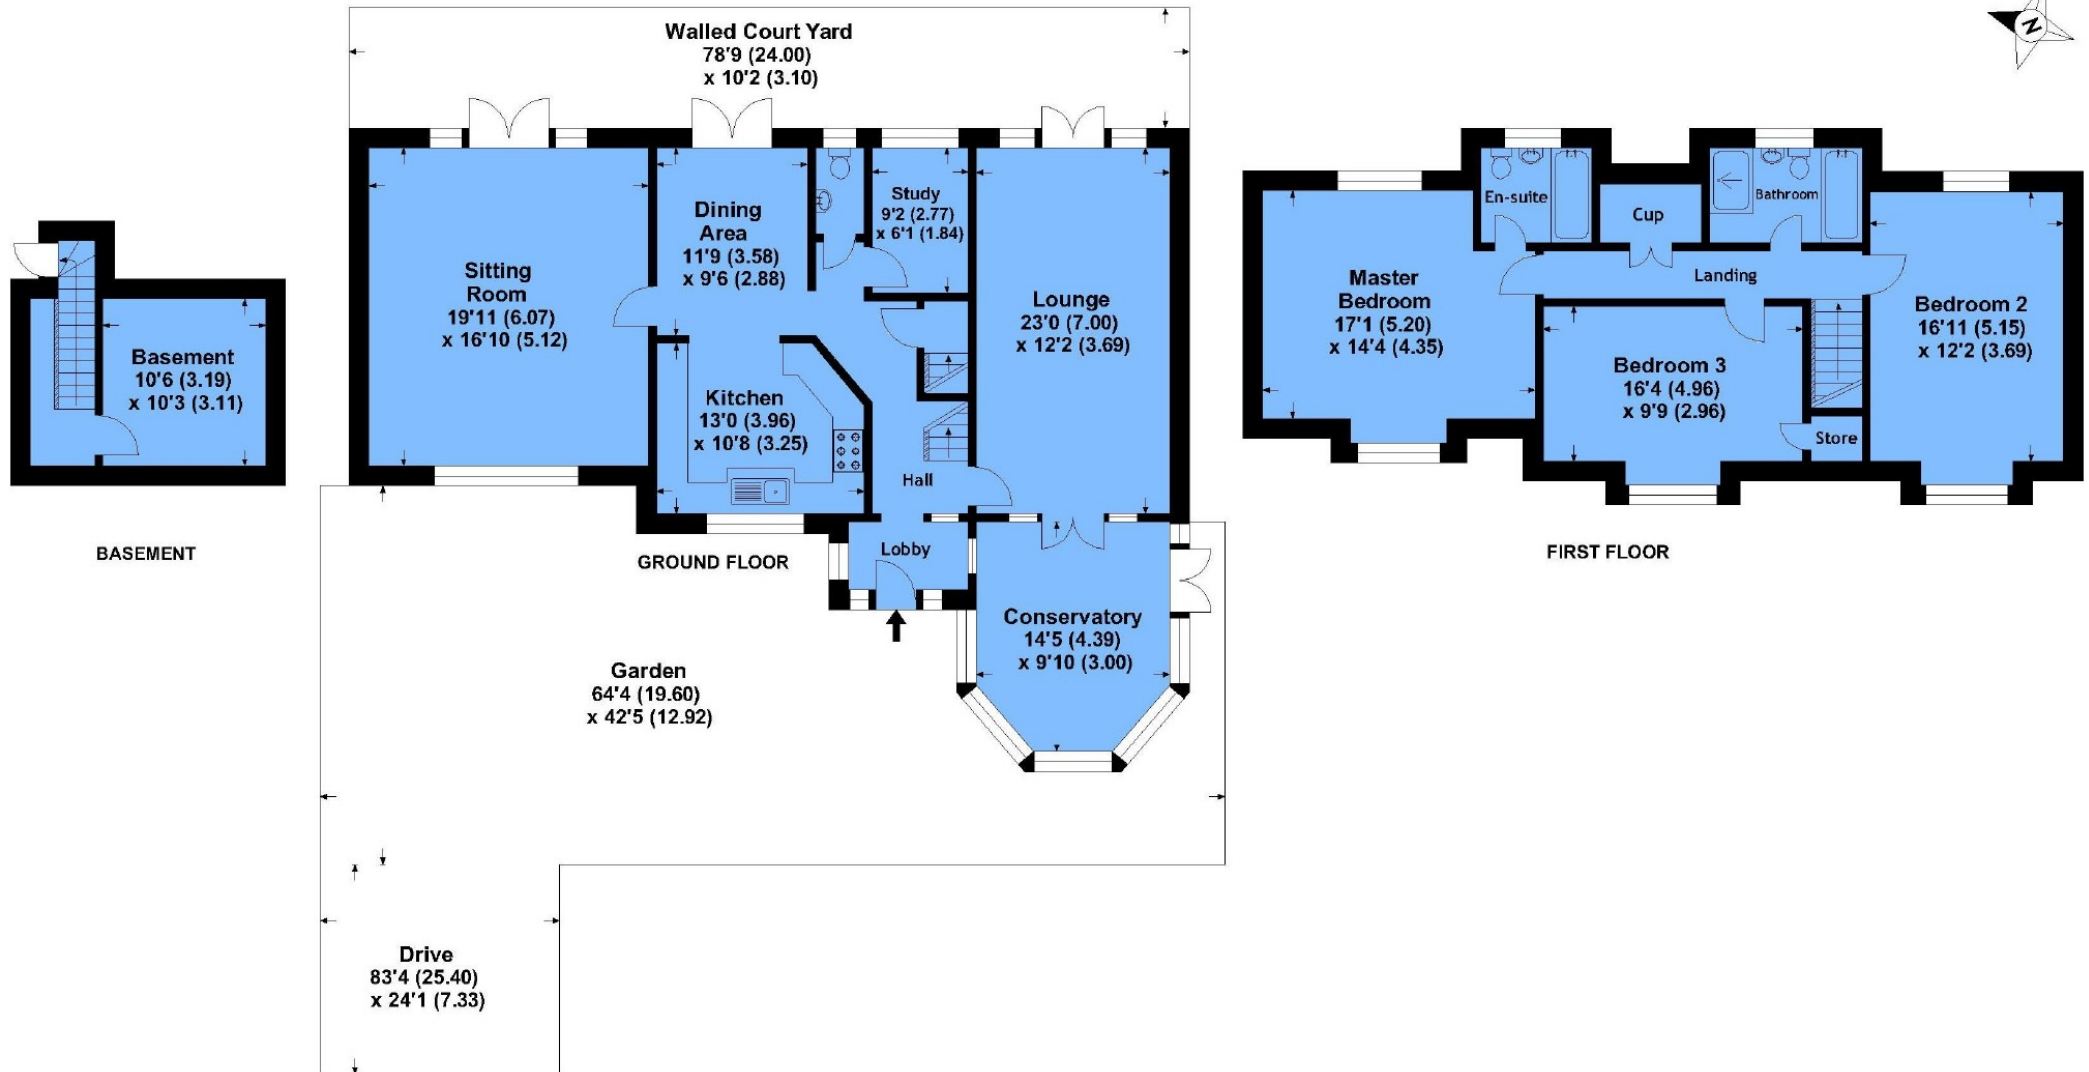 Walled Court Yard
78'9 (24.00)
x 10'2 (3.10)
N
Sitting
Room
19'11 (6.07)
x 16'10 (5.12)
Dining
Area
11'9 (3.58)
x 9'6 (2.88)
Study
9'2 (2.77)
x 6'1 (1.84)
Lounge
23'0 (7.00)
x 12'2 (3.69)
Kitchen
13'0 (3.96)
x 10'8 (3.25)
Hall
Lobby
Conservatory
14'5 (4.39)
x 9'10 (3.00)
GROUND FLOOR
Garden
64'4 (19.60)
x 42'5 (12.92)
Drive
83'4 (25.40)
x 24'1 (7.33)
Basement
10'6 (3.19)
x 10'3 (3.11)
BASEMENT
En-suite
Cup
Bathroom
Landing
Master
Bedroom
17'1 (5.20)
x 14'4 (4.35)
Bedroom 3
16'4 (4.96)
x 9'9 (2.96)
Store
Bedroom 2
16'11 (5.15)
x 12'2 (3.69)
FIRST FLOOR